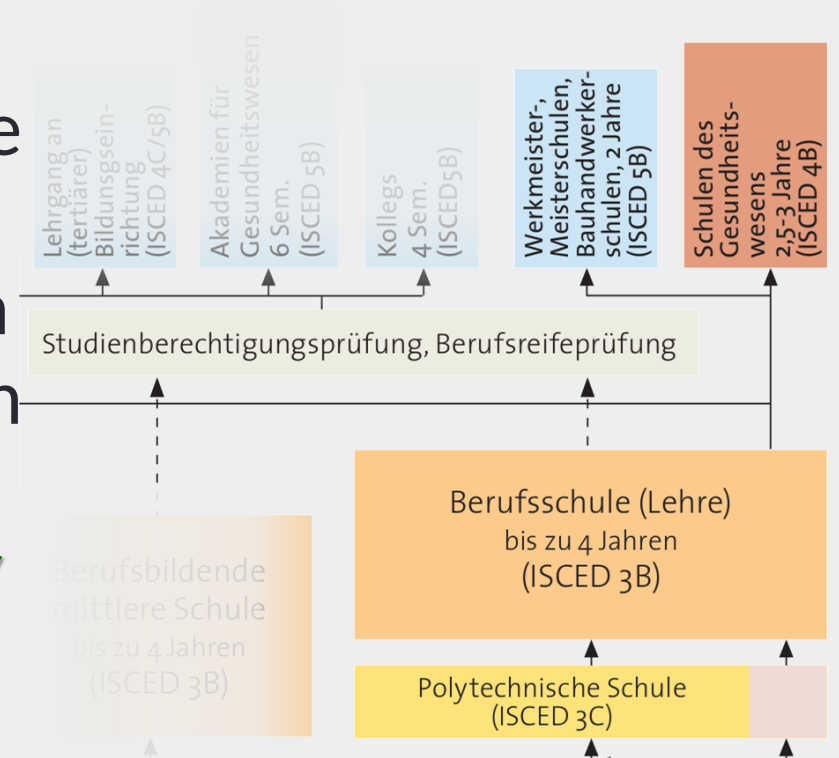 e
n
n
Lehrgang an
(tertiärer)
Bildunsgsein-
richtung
(ISCED 4C/5B)
Akademien für
Gesundheitswesen
6 Sem.
(ISCED 5B)
Kollegs
4 Sem.
(ISCED5B)
Werkmeister-,
Meisterschulen,
Bauhandwerker-
schulen, 2 Jahre
(ISCED 5B)
Schulen des
Gesundheits-
wesens
2,5-3 Jahre
(ISCED 4B)
Studienberechtigungsprüfung, Berufsreifeprüfung
Berufsschule (Lehre)
bis zu 4 Jahren
(ISCED 3B)
Berufsbildende
mittlere Schule
bis zu 4 Jahren
(ISCED 3B)
Polytechnische Schule
(ISCED 3C)